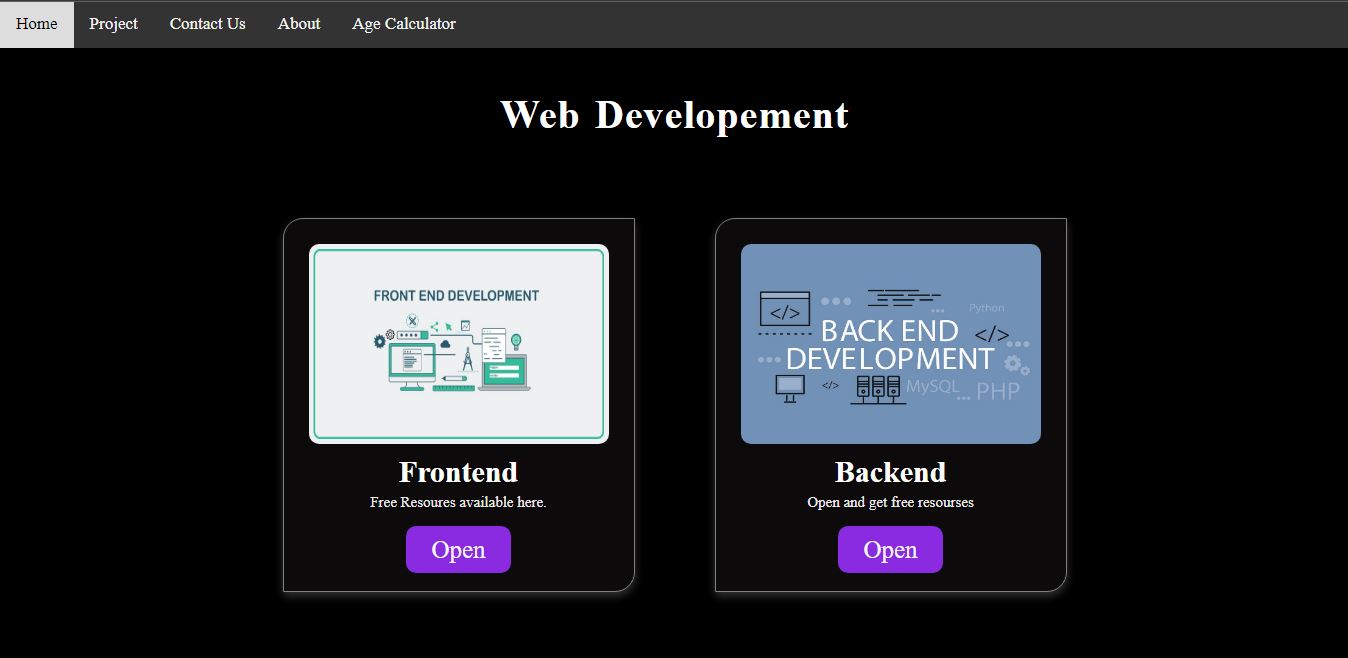 Home Project Contact Us About Age Calculator
Web Developement
FRONT END DEVELOPMENT
Frontend
Free Resoures available here.
Open
</>
Python
BACK END
</>
DEVELOPMENT
</>
MySQL
PHP
Backend
Open and get free resourses
Open